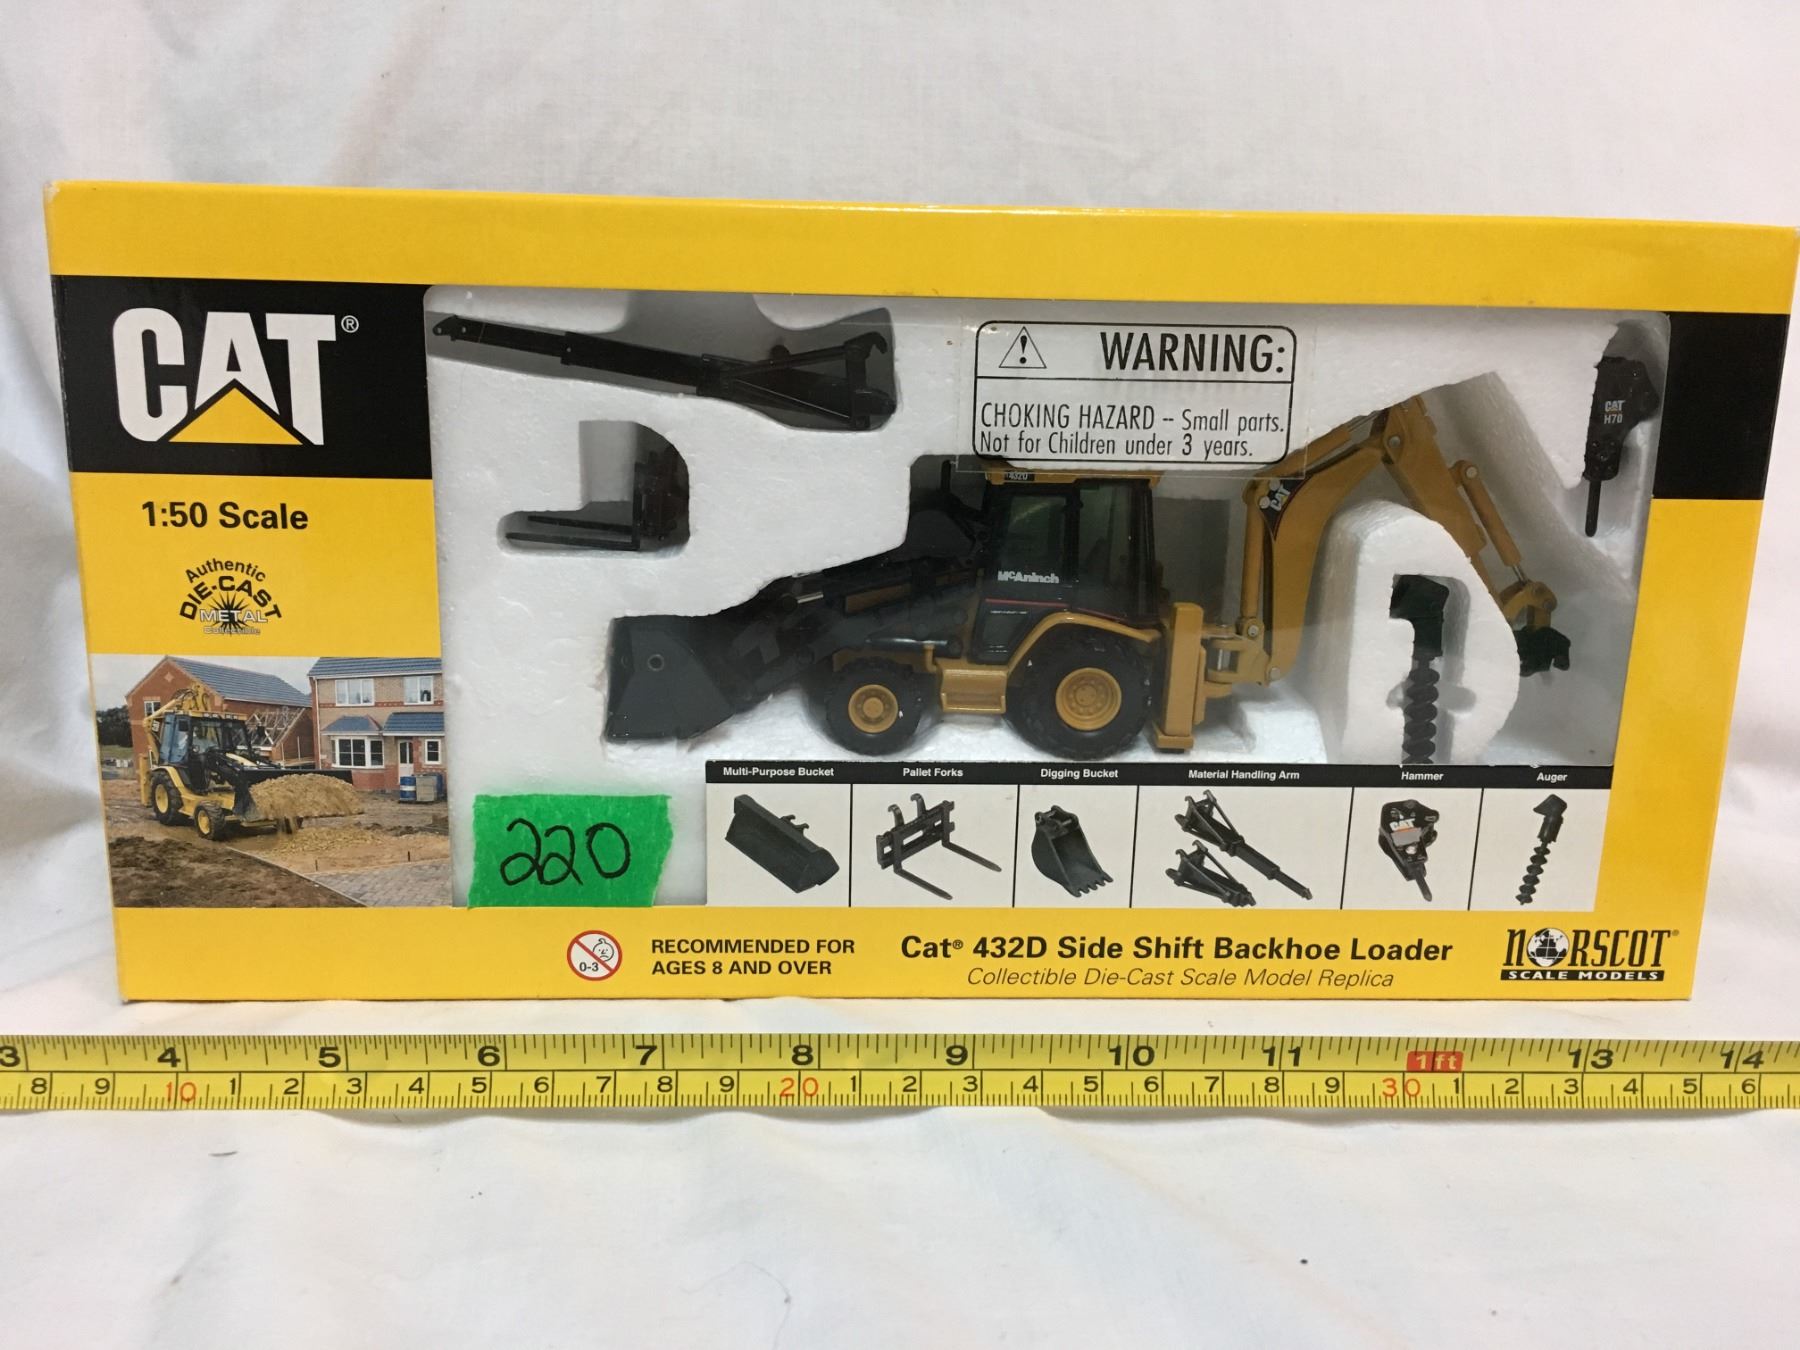 CAT®
1:50 Scale
Authentic
DIE-CAST
METAL
Collectible
WARNING:
CHOKING HAZARD – Small parts.
Not for Children under 3 years.
CAT
H70
432D
CAT
McAninch
Multi-Purpose Bucket
Pallet Forks
Digging Bucket
Material Handling Arm
Hammer
Auger
CAT
220
0-3
RECOMMENDED FOR
AGES 8 AND OVER
Cat® 432D Side Shift Backhoe Loader
Collectible Die-Cast Scale Model Replica
NORSCOT®
SCALE MODELS
3 4 5 6 7 8 9 10 11 1ft 13 14
8 9 10 1 2 3 4 5 6 7 8 9 20 1 2 3 4 5 6 7 8 9 30 1 2 3 4 5 6